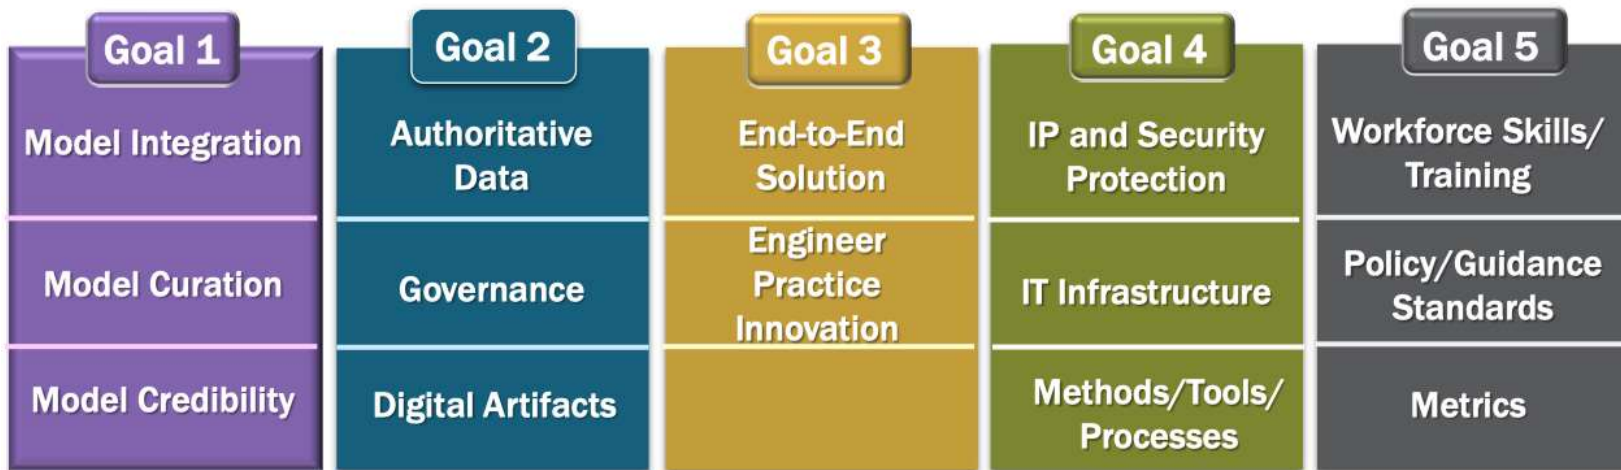 Goal 1
Model Integration
Model Curation
Model Credibility
Goal 2
Authoritative
Data
Governance
Digital Artifacts
Goal 3
End-to-End
Solution
Engineer
Practice
Innovation
Goal 4
IP and Security
Protection
IT Infrastructure
Methods/Tools/
Processes
Goal 5
Workforce Skills/
Training
Policy/Guidance
Standards
Metrics